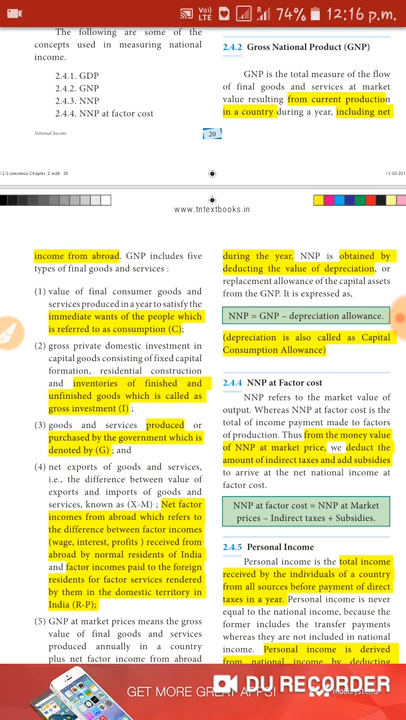 Vo)
LTE
R
74% 12:16 p.m.
The following are some of the
concepts used in measuring national
income.
2.4.1. GDP
2.4.2. GNP
2.4.3. NNP
2.4.4. NNP at factor cost
National Income
20
2.4.2 Gross National Product (GNP)
GNP is the total measure of the flow
of final goods and services at market
value resulting from current production
in a country during a year, including net
www.tntextbooks.in
income from abroad. GNP includes five
types of final goods and services :
(1) value of final consumer goods and
services produced in a year to satisfy the
immediate wants of the people which
is referred to as consumption (C);
(2) gross private domestic investment in
capital goods consisting of fixed capital
formation, residential construction
and inventories of finished and
unfinished goods which is called as
gross investment (I) ;
(3) goods and services produced or
purchased by the government which is
denoted by (G) ; and
(4) net exports of goods and services,
i.e., the difference between value of
exports and imports of goods and
services, known as (X-M) ; Net factor
incomes from abroad which refers to
the difference between factor incomes
(wage, interest, profits ) received from
abroad by normal residents of India
and factor incomes paid to the foreign
residents for factor services rendered
by them in the domestic territory in
India (R-P);
(5) GNP at market prices means the gross
value of final goods and services
produced annually in a country
plus net factor income from abroad
during the year. NNP is obtained by
deducting the value of depreciation, or
replacement allowance of the capital assets
from the GNP. It is expressed as,
NNP = GNP – depreciation allowance.
(depreciation is also called as Capital
Consumption Allowance)
2.4.4 NNP at Factor cost
NNP refers to the market value of
output. Whereas NNP at factor cost is the
total of income payment made to factors
of production. Thus from the money value
of NNP at market price, we deduct the
amount of indirect taxes and add subsidies
to arrive at the net national income at
factor cost.
NNP at factor cost = NNP at Market
prices – Indirect taxes + Subsidies.
2.4.5 Personal Income
Personal income is the total income
received by the individuals of a country
from all sources before payment of direct
taxes in a year. Personal income is never
equal to the national income, because the
former includes the transfer payments
whereas they are not included in national
income. Personal income is derived
from national income by deducting
GET MORE GREAT APPS!
DU RECORDER